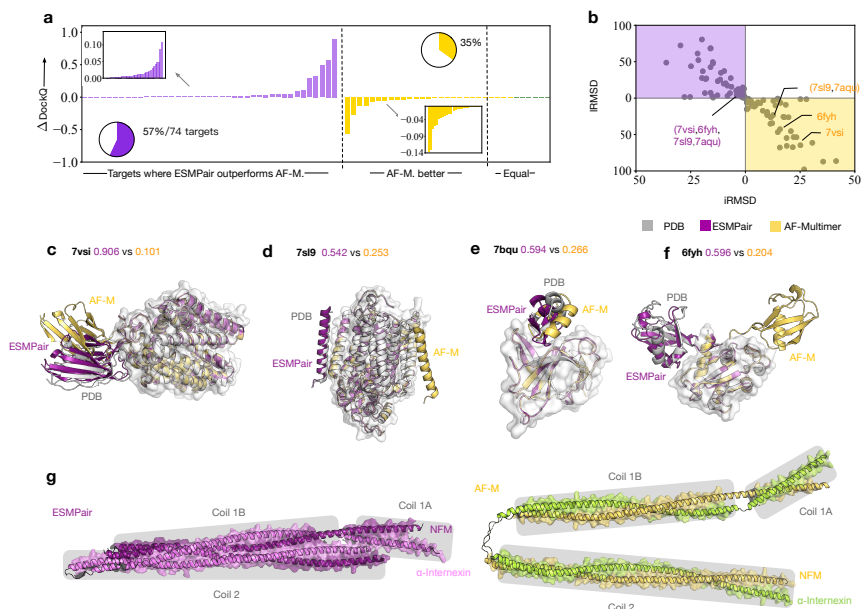 a
Δ DockQ
1.0
0.5
0.0
−0.5
−1.0
0.10
0.05
0.00
57%/74 targets
35%
−0.04
−0.09
−0.14
Targets where ESMPair outperforms AF-M.
AF-M. better
Equal
b
lRMSD
100
50
0
50
100
(7sl9,7aqu)
6fyh
7vsi
(7vsi,6fyh,
7sl9,7aqu)
50 25 0 25 50
iRMSD
PDB ESMPair AF-Multimer
c 7vsi 0.906 vs 0.101
AF-M
ESMPair
PDB
d 7sl9 0.542 vs 0.253
PDB
ESMPair
AF-M
e 7bqu 0.594 vs 0.266
PDB
ESMPair
AF-M
f 6fyh 0.596 vs 0.204
PDB
ESMPair
AF-M
g
ESMPair
Coil 1B
Coil 1A
NFM
α-Internexin
Coil 2
AF-M
Coil 1B
Coil 1A
NFM
α-Internexin
Coil 2